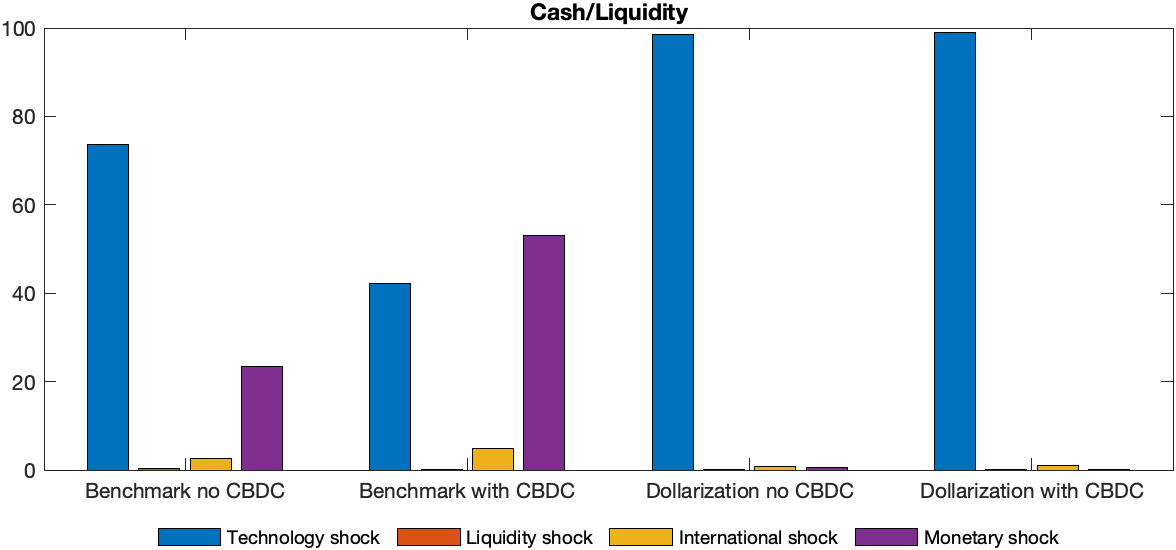 Cash/Liquidity
100
80
60
40
20
0
Benchmark no CBDC Benchmark with CBDC Dollarization no CBDC Dollarization with CBDC
Technology shock Liquidity shock International shock Monetary shock